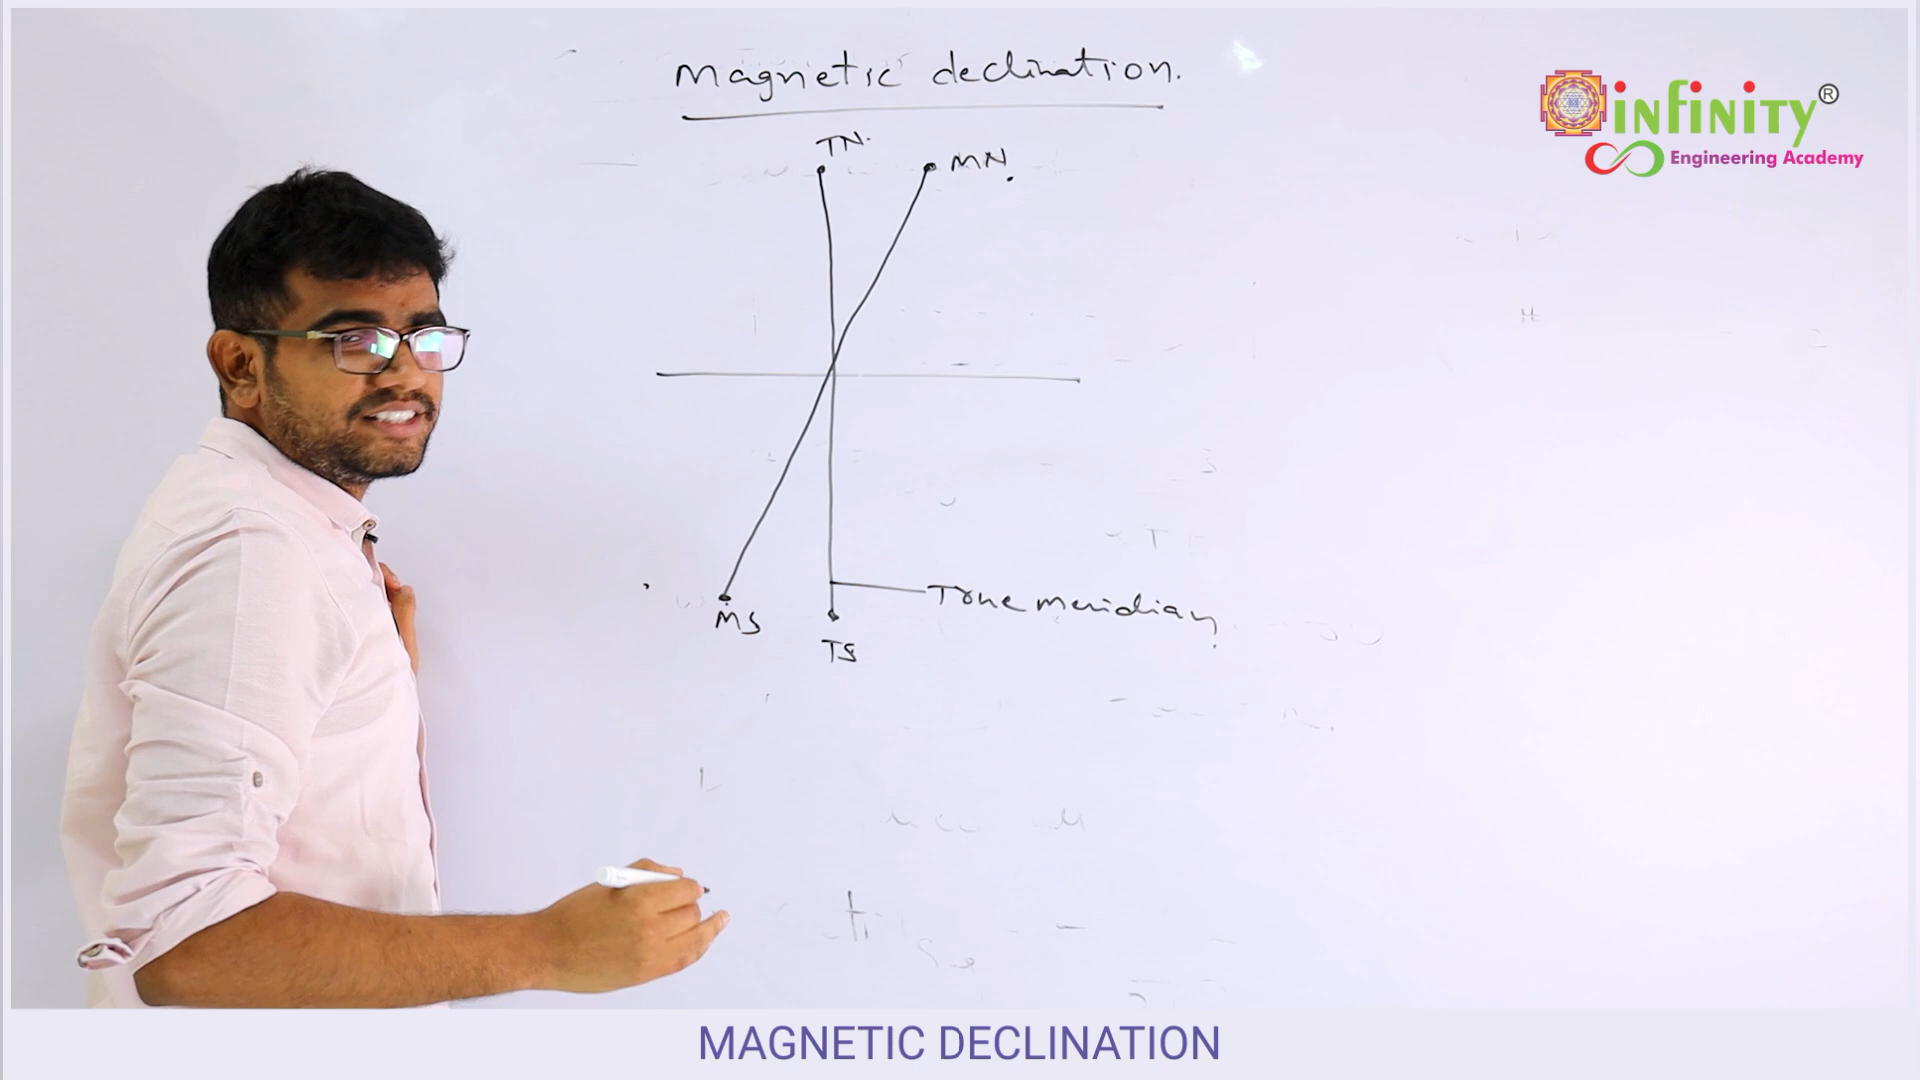 Magnetic declination.
TN.
MN.
infinity®
Engineering Academy
True meridian.
MS
TS
MAGNETIC DECLINATION